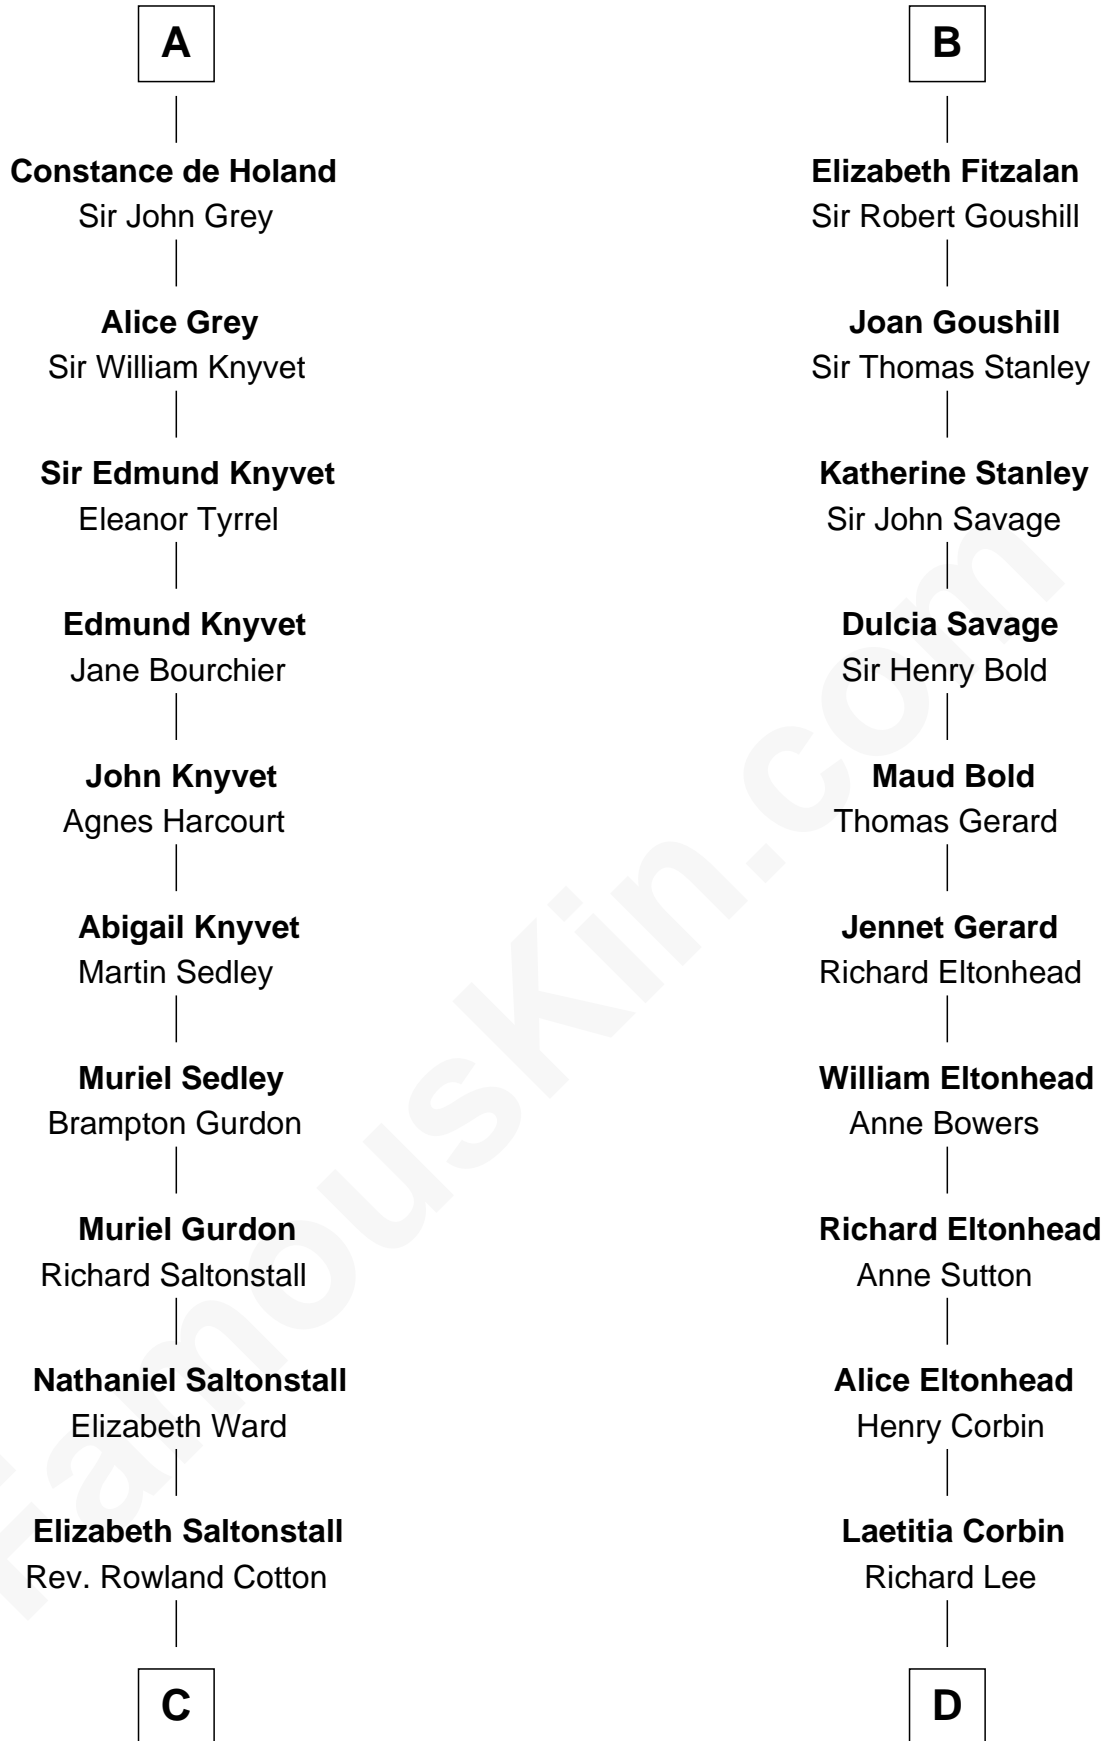 A
Constance de Holand
Sir John Grey
Alice Grey
Sir William Knyvet
Sir Edmund Knyvet
Eleanor Tyrrel
Edmund Knyvet
Jane Bourchier
John Knyvet
Agnes Harcourt
Abigail Knyvet
Martin Sedley
Muriel Sedley
Brampton Gurdon
Muriel Gurdon
Richard Saltonstall
Nathaniel Saltonstall
Elizabeth Ward
Elizabeth Saltonstall
Rev. Rowland Cotton
C
B
Elizabeth Fitzalan
Sir Robert Goushill
Joan Goushill
Sir Thomas Stanley
Katherine Stanley
Sir John Savage
Dulcia Savage
Sir Henry Bold
Maud Bold
Thomas Gerard
Jennet Gerard
Richard Eltonhead
William Eltonhead
Anne Bowers
Richard Eltonhead
Anne Sutton
Alice Eltonhead
Henry Corbin
Laetitia Corbin
Richard Lee
D
FamousKin.com